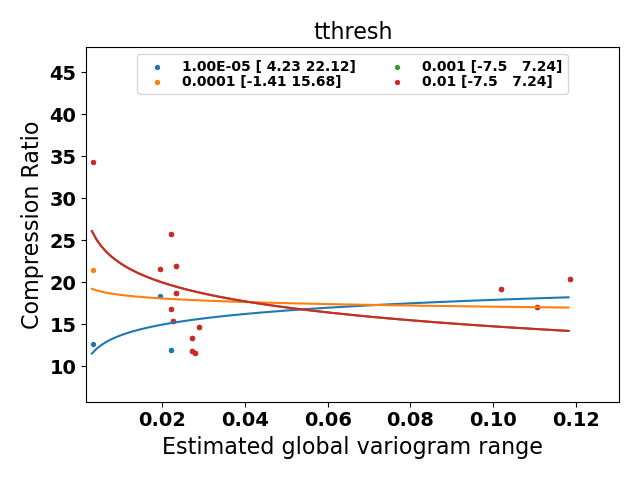 tthresh
1.00E-05 [ 4.23 22.12]
0.0001 [-1.41 15.68]
0.001 [-7.5   7.24]
0.01 [-7.5   7.24]
Compression Ratio
45
40
35
30
25
20
15
10
0.02 0.04 0.06 0.08 0.10 0.12
Estimated global variogram range